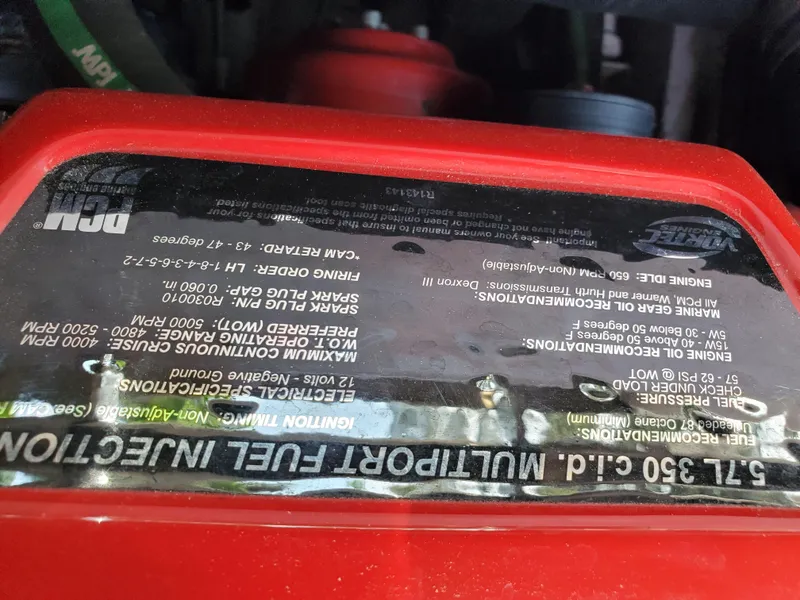 5.7L 350 c.i.d. MULTIPORT FUEL INJECTION
FUEL RECOMMENDATIONS:
Unleaded 87 Octane (Minimum)
FUEL PRESSURE:
CHECK UNDER LOAD
57 - 62 PSI @ WOT
ENGINE OIL RECOMMENDATIONS:
15W - 40 Above 50 degrees F
5W - 30 Below 50 degrees F
MARINE GEAR OIL RECOMMENDATIONS:
All PCM, Warner and Hurth Transmissions: Dexron III
ENGINE IDLE: 650 RPM (Non-Adjustable)
IGNITION TIMING: Non-Adjustable (See CAM
ELECTRICAL SPECIFICATIONS:
12 volts - Negative Ground
MAXIMUM CONTINUOUS CRUISE: 4000 RPM
W.O.T. OPERATING RANGE: 4800 - 5200 RPM
PREFERRED (WOT): 5000 RPM
SPARK PLUG P/N: R030010
SPARK PLUG GAP: 0.060 in.
FIRING ORDER: LH 1-8-4-3-6-5-7-2
*CAM RETARD: 43 - 47 degrees
VORTEC
ENGINES
Important! See your owners manual to insure that specifications for your
engine have not changed or been omitted from the specifications listed.
Requires special diagnostic scan tool
R143143
PCM®
marine engines
MPI